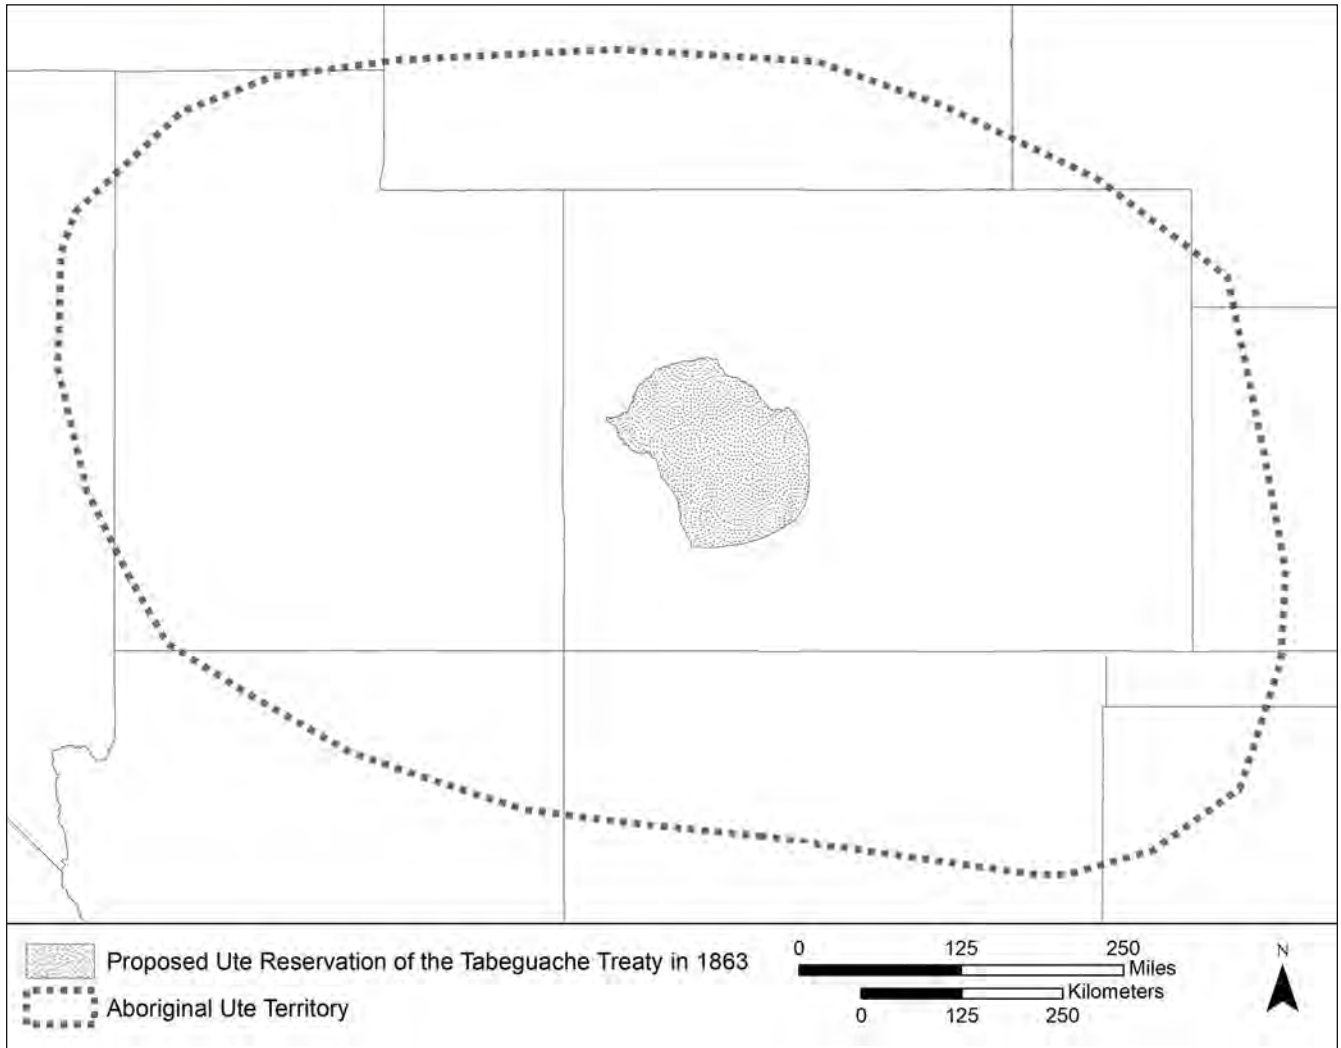 Proposed Ute Reservation of the Tabeguache Treaty in 1863
Aboriginal Ute Territory
0 125 250
Miles
Kilometers
0 125 250
N